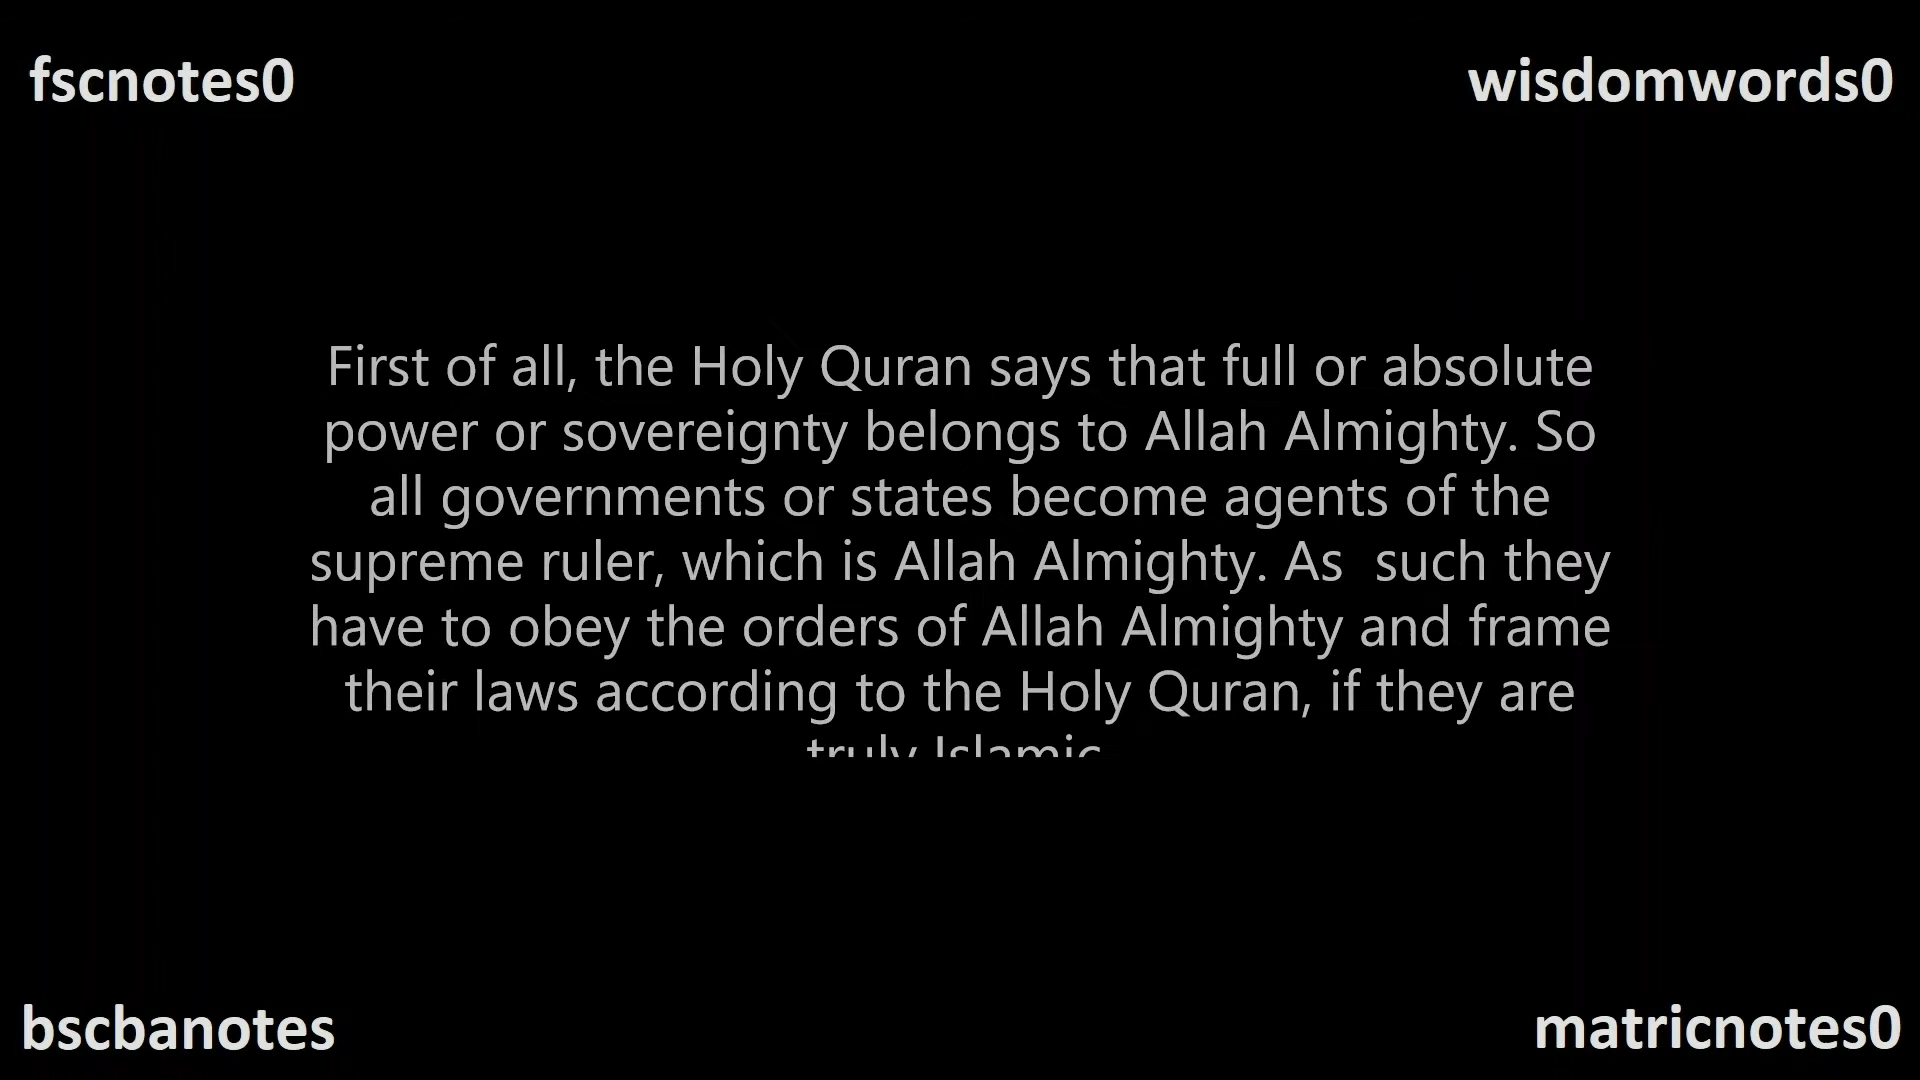 fscnotes0
wisdomwords0
First of all, the Holy Quran says that full or absolute
power or sovereignty belongs to Allah Almighty. So
all governments or states become agents of the
supreme ruler, which is Allah Almighty. As  such they
have to obey the orders of Allah Almighty and frame
their laws according to the Holy Quran, if they are
truly Islamic
bscbanotes
matricnotes0